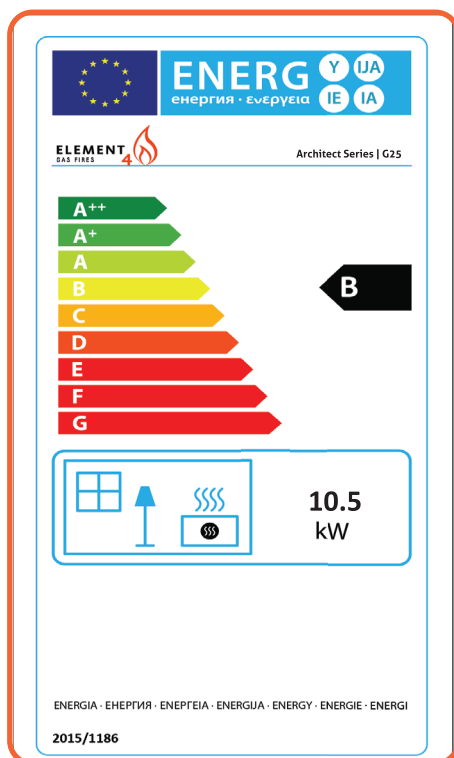 ENERG Y IJA
енергия · ενεργεια IE IA
ELEMENT 4
GAS FIRES
Architect Series | G25
A++
A+
A
B
B
C
D
E
F
G
10.5
kW
ENERGIA · ЕНЕРГИЯ · ΕΝΕΡΓΕΙΑ · ENERGIJA · ENERGY · ENERGIE · ENERGI
2015/1186